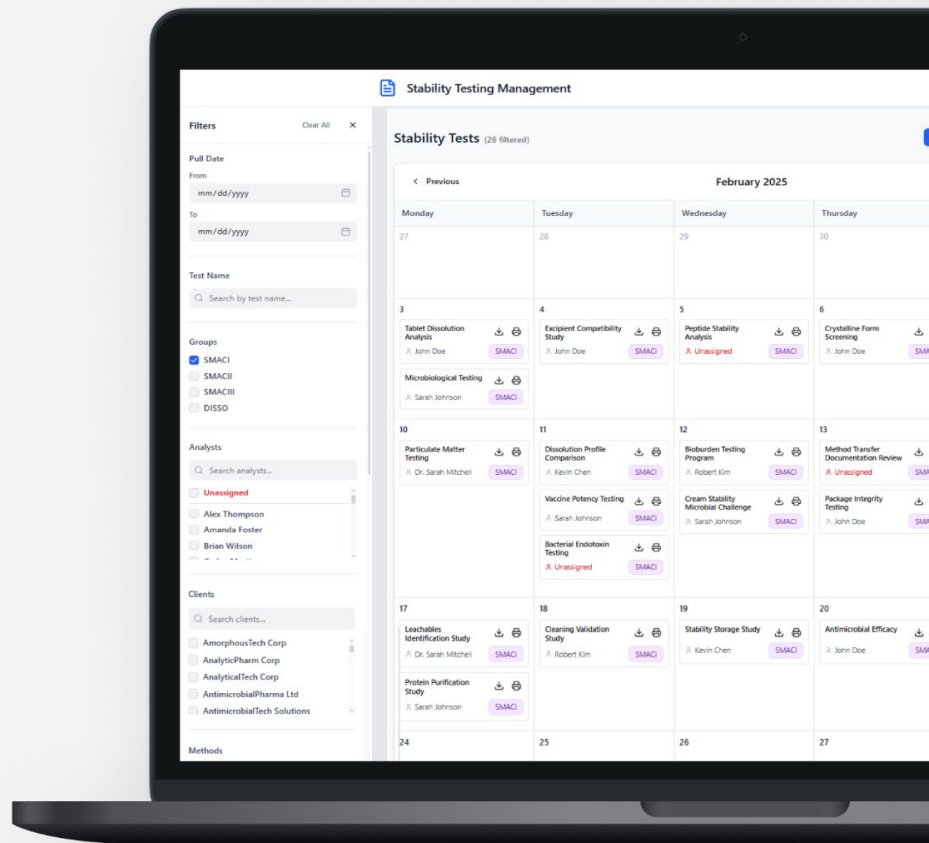 Stability Testing Management
Filters
Clear All
Pull Date
From
mm/dd/yyyy
To
mm/dd/yyyy
Test Name
Search by test name...
Groups
SMACI
SMACII
SMACIII
DISSO
Analysts
Search analysts...
Unassigned
Alex Thompson
Amanda Foster
Brian Wilson
Clients
Search clients...
AmorphousTech Corp
AnalyticPharm Corp
AnalyticalTech Corp
AntimicrobialPharma Ltd
AntimicrobialTech Solutions
Methods
Stability Tests (26 filtered)
Previous
February 2025
Monday
Tuesday
Wednesday
Thursday
27
28
29
30
3
Tablet Dissolution
Analysis
John Doe
SMACI
Microbiological Testing
Sarah Johnson
SMACI
4
Excipient Compatibility
Study
John Doe
SMACI
5
Peptide Stability
Analysis
Unassigned
SMACI
6
Crystalline Form
Screening
John Doe
SMA
10
Particulate Matter
Testing
Dr. Sarah Mitchell
SMACI
11
Dissolution Profile
Comparison
Kevin Chen
SMACI
Vaccine Potency Testing
Sarah Johnson
SMACI
Bacterial Endotoxin
Testing
Unassigned
SMACI
12
Bioburden Testing
Program
Robert Kim
SMACI
Cream Stability
Microbial Challenge
Sarah Johnson
SMACI
13
Method Transfer
Documentation Review
Unassigned
SMA
Package Integrity
Testing
John Doe
SMA
17
Leachables
Identification Study
Dr. Sarah Mitchell
SMACI
Protein Purification
Study
Sarah Johnson
SMACI
18
Cleaning Validation
Study
Robert Kim
SMACI
19
Stability Storage Study
Kevin Chen
SMACI
20
Antimicrobial Efficacy
John Doe
SMA
24
25
26
27